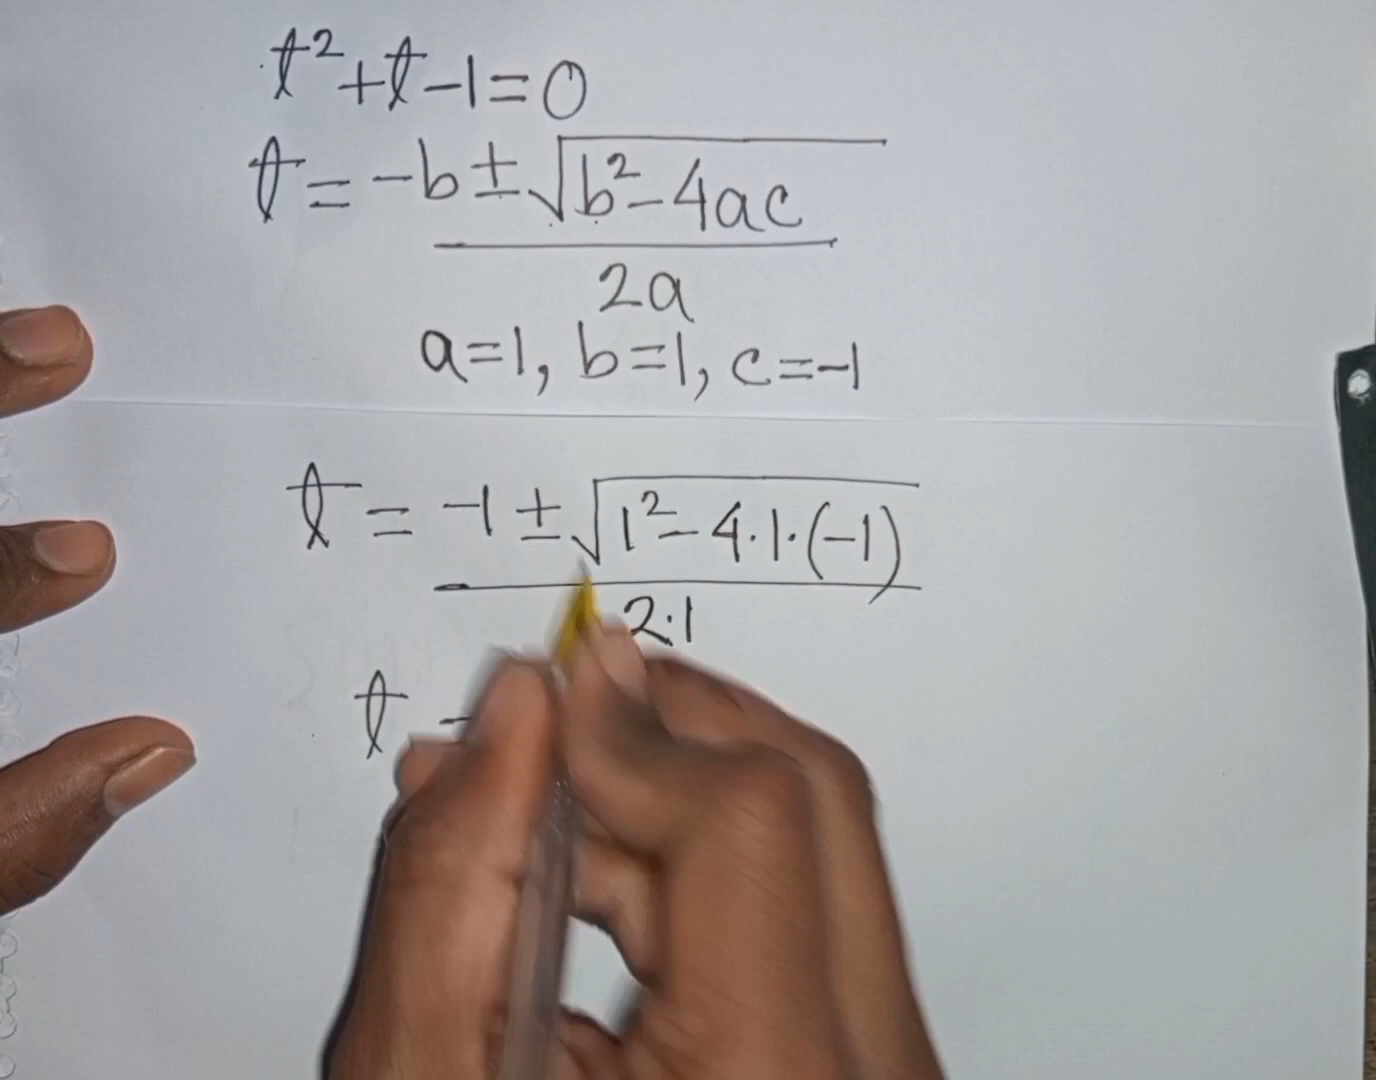 t²+t-1=0
t = -b±√b²-4ac
2a
a=1, b=1, c=-1
t = -1 ± √1²-4·1·(-1)
2·1
t